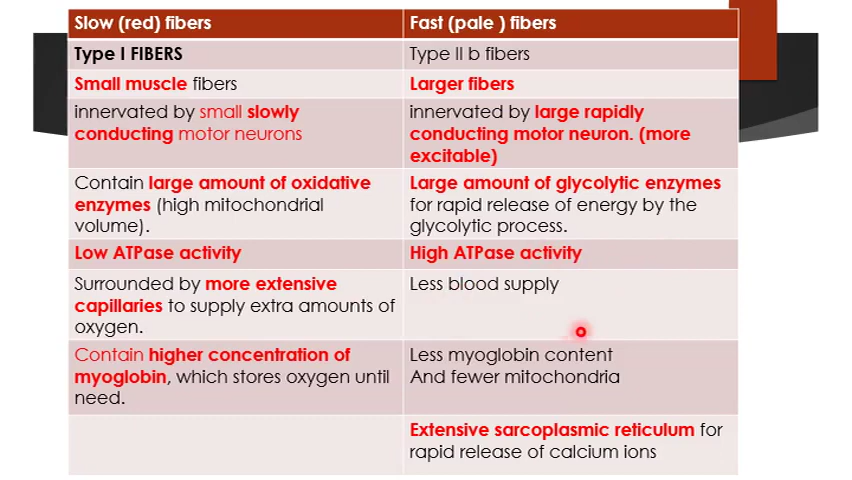 Slow (red) fibers
Fast (pale ) fibers
Type I FIBERS
Type II b fibers
Small muscle fibers
Larger fibers
innervated by small slowly
conducting motor neurons
innervated by large rapidly
conducting motor neuron. (more
excitable)
Contain large amount of oxidative
enzymes (high mitochondrial
volume).
Large amount of glycolytic enzymes
for rapid release of energy by the
glycolytic process.
Low ATPase activity
High ATPase activity
Surrounded by more extensive
capillaries to supply extra amounts of
oxygen.
Less blood supply
Contain higher concentration of
myoglobin, which stores oxygen until
need.
Less myoglobin content
And fewer mitochondria
Extensive sarcoplasmic reticulum for
rapid release of calcium ions